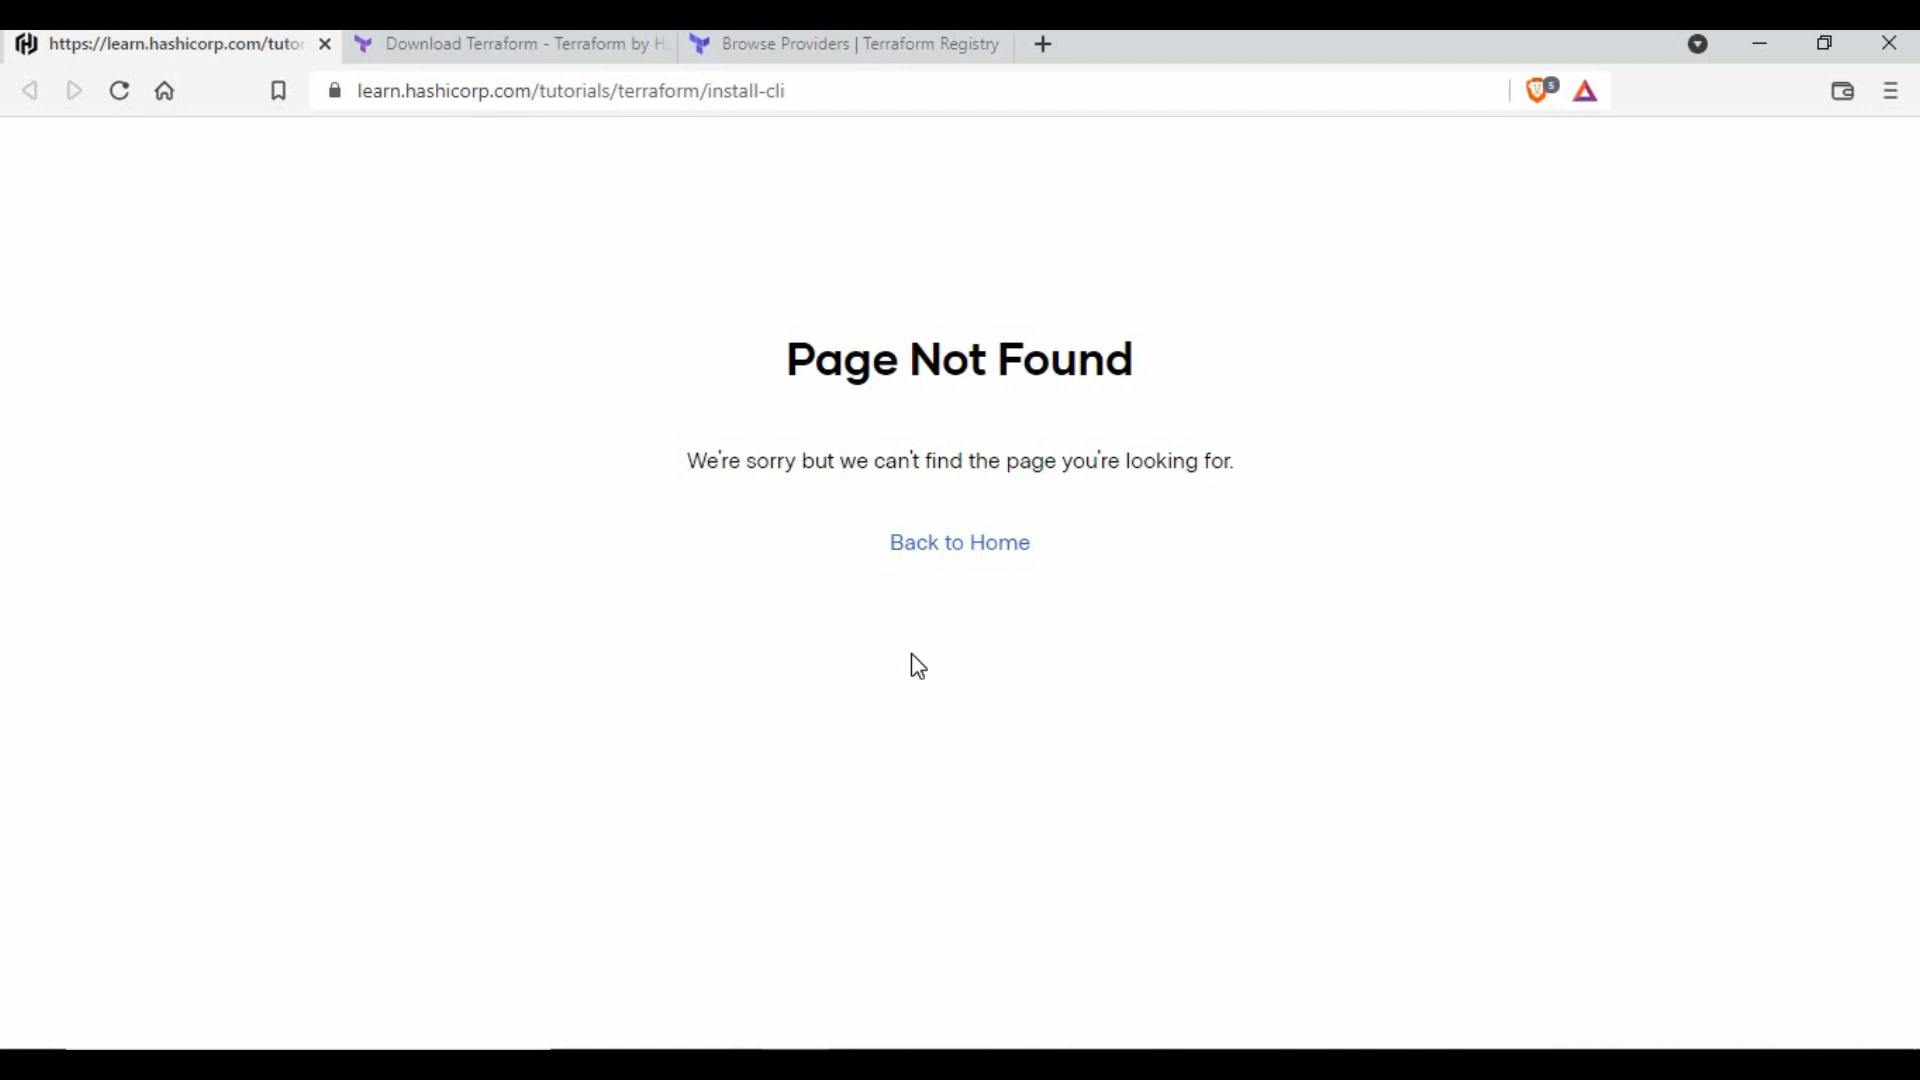 https://learn.hashicorp.com/tutor
Download Terraform - Terraform by H
Browse Providers | Terraform Registry
learn.hashicorp.com/tutorials/terraform/install-cli
5
Page Not Found
We're sorry but we can't find the page you're looking for.
Back to Home